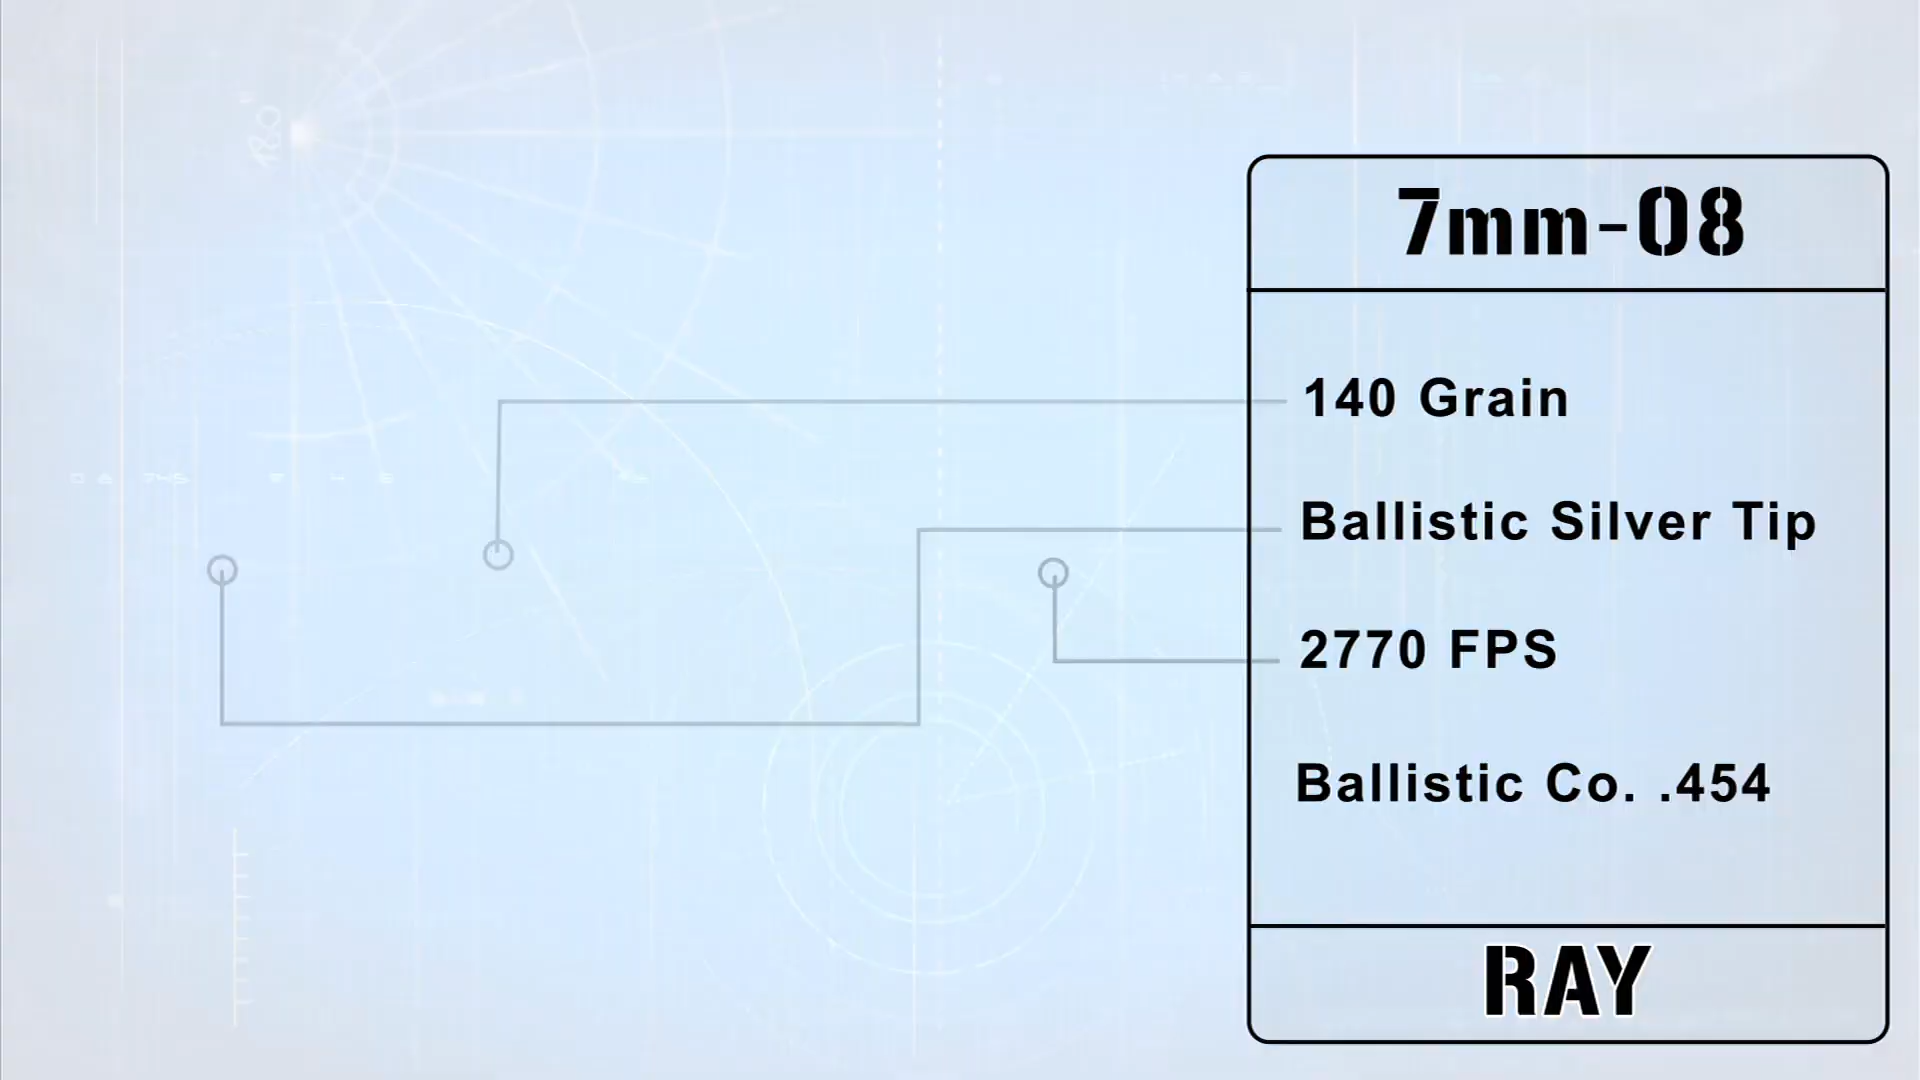 7mm-08
140 Grain
Ballistic Silver Tip
2770 FPS
Ballistic Co. .454
RAY